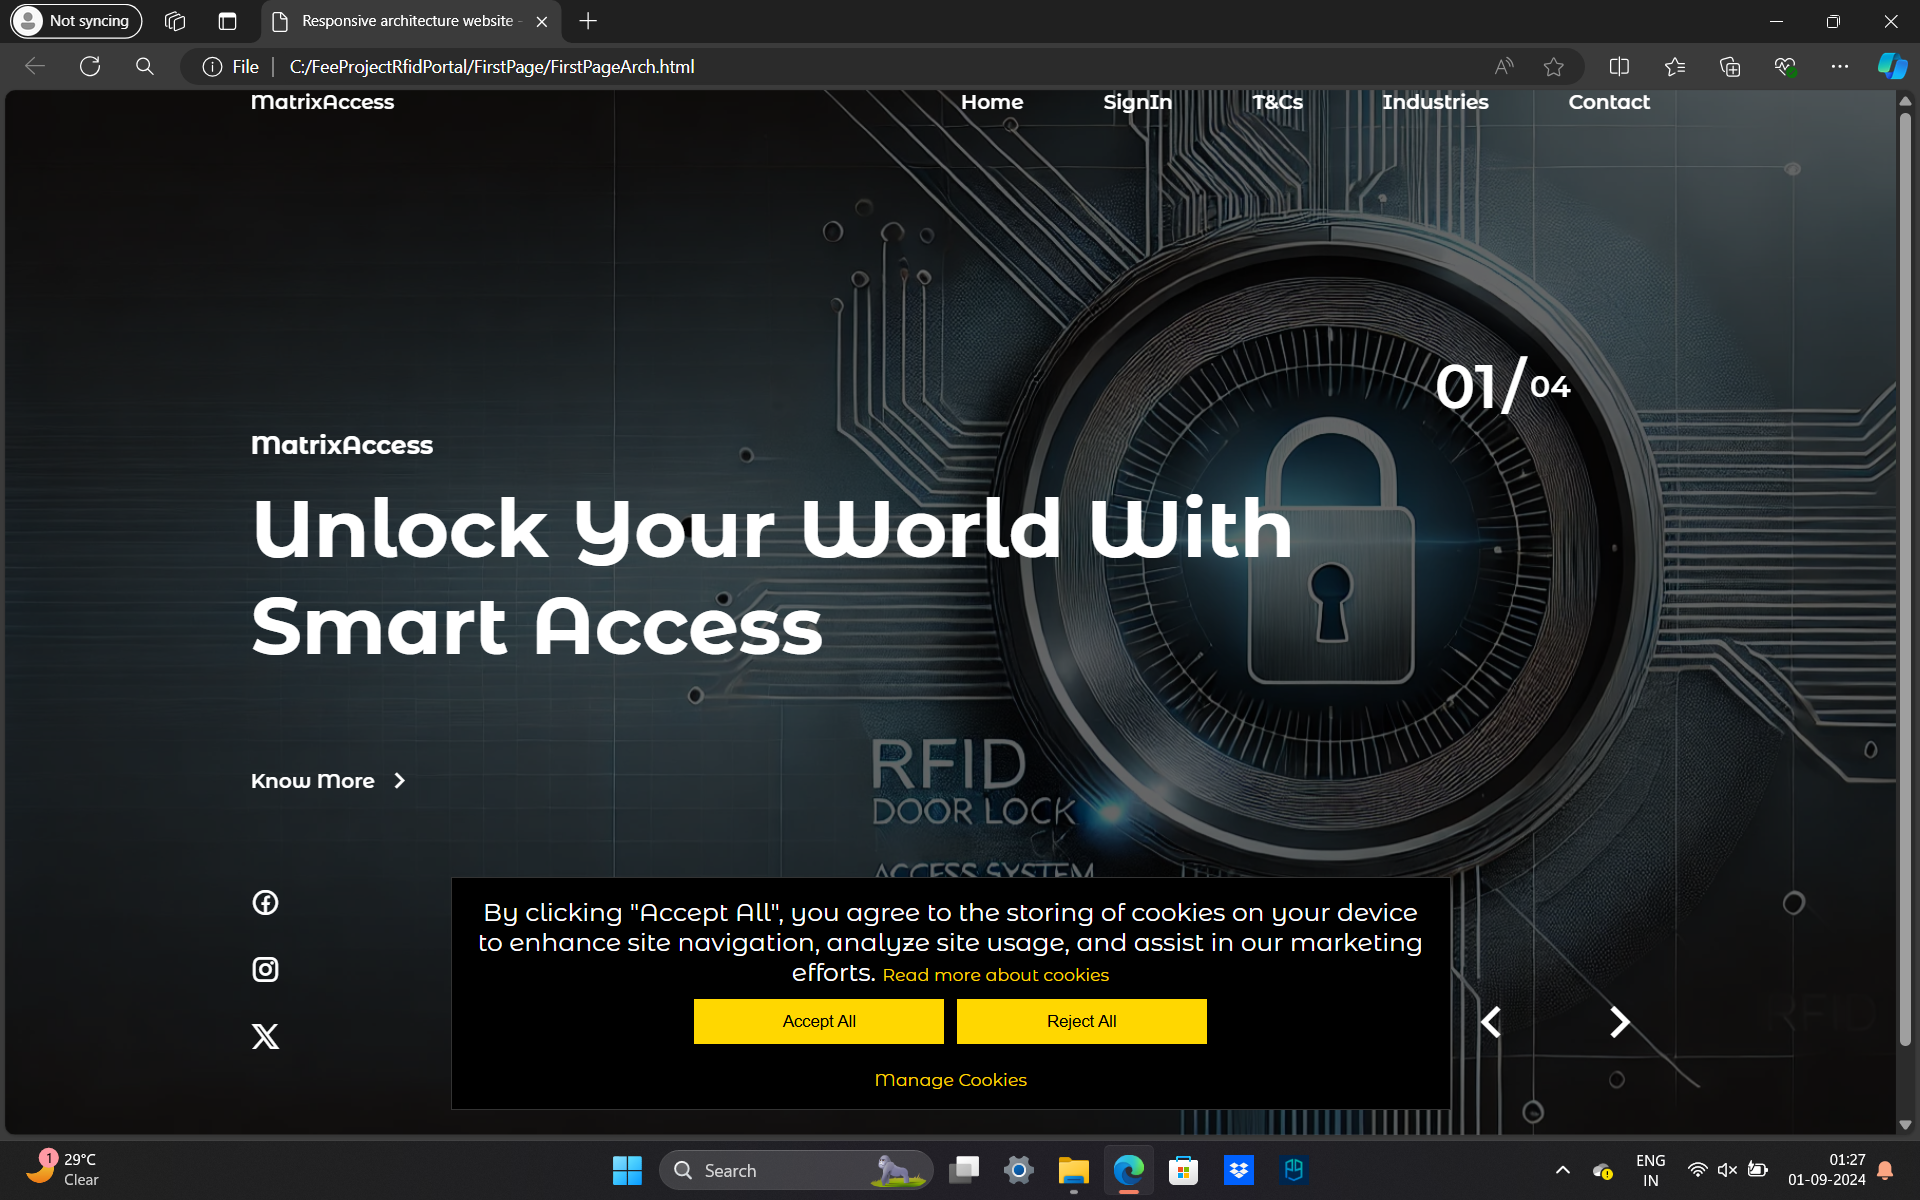 Not syncing
Responsive architecture website -
File
C:/FeeProjectRfidPortal/FirstPage/FirstPageArch.html
MatrixAccess
Home
SignIn
T&Cs
Industries
Contact
01/04
MatrixAccess
Unlock Your World With
Smart Access
Know More
RFID
DOOR LOCK
CK
ACCESS SYSTEM
RFID
By clicking "Accept All", you agree to the storing of cookies on your device
to enhance site navigation, analyze site usage, and assist in our marketing
efforts. Read more about cookies
Accept All
Reject All
Manage Cookies
1
29°C
Clear
Search
ENG
IN
01:27
01-09-2024